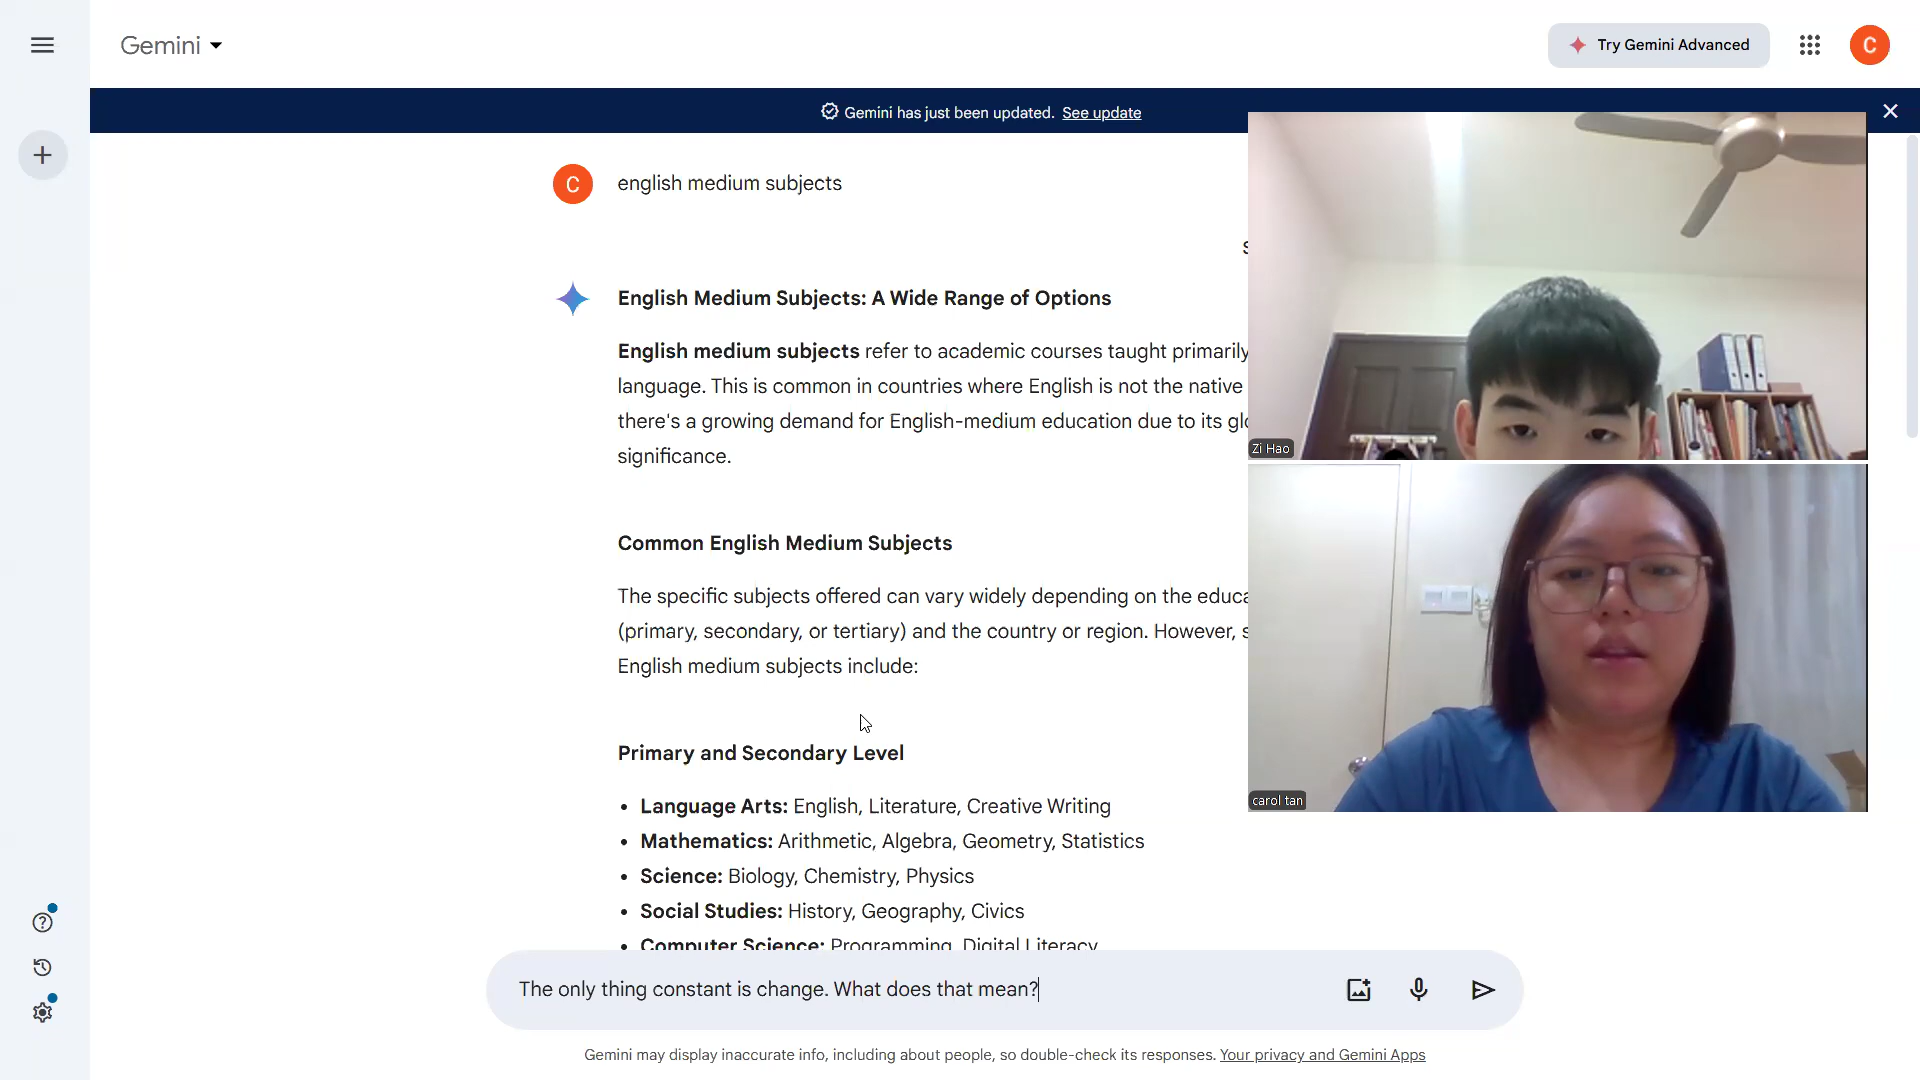 Gemini
Try Gemini Advanced
C
Gemini has just been updated. See update
C
english medium subjects
English Medium Subjects: A Wide Range of Options
English medium subjects refer to academic courses taught primarily
language. This is common in countries where English is not the native
there's a growing demand for English-medium education due to its glo
significance.
Common English Medium Subjects
The specific subjects offered can vary widely depending on the educa
(primary, secondary, or tertiary) and the country or region. However, s
English medium subjects include:
Primary and Secondary Level
• Language Arts: English, Literature, Creative Writing
• Mathematics: Arithmetic, Algebra, Geometry, Statistics
• Science: Biology, Chemistry, Physics
• Social Studies: History, Geography, Civics
• Computer Science: Programming, Digital Literacy
Zi Hao
carol tan
The only thing constant is change. What does that mean?
Gemini may display inaccurate info, including about people, so double-check its responses. Your privacy and Gemini Apps